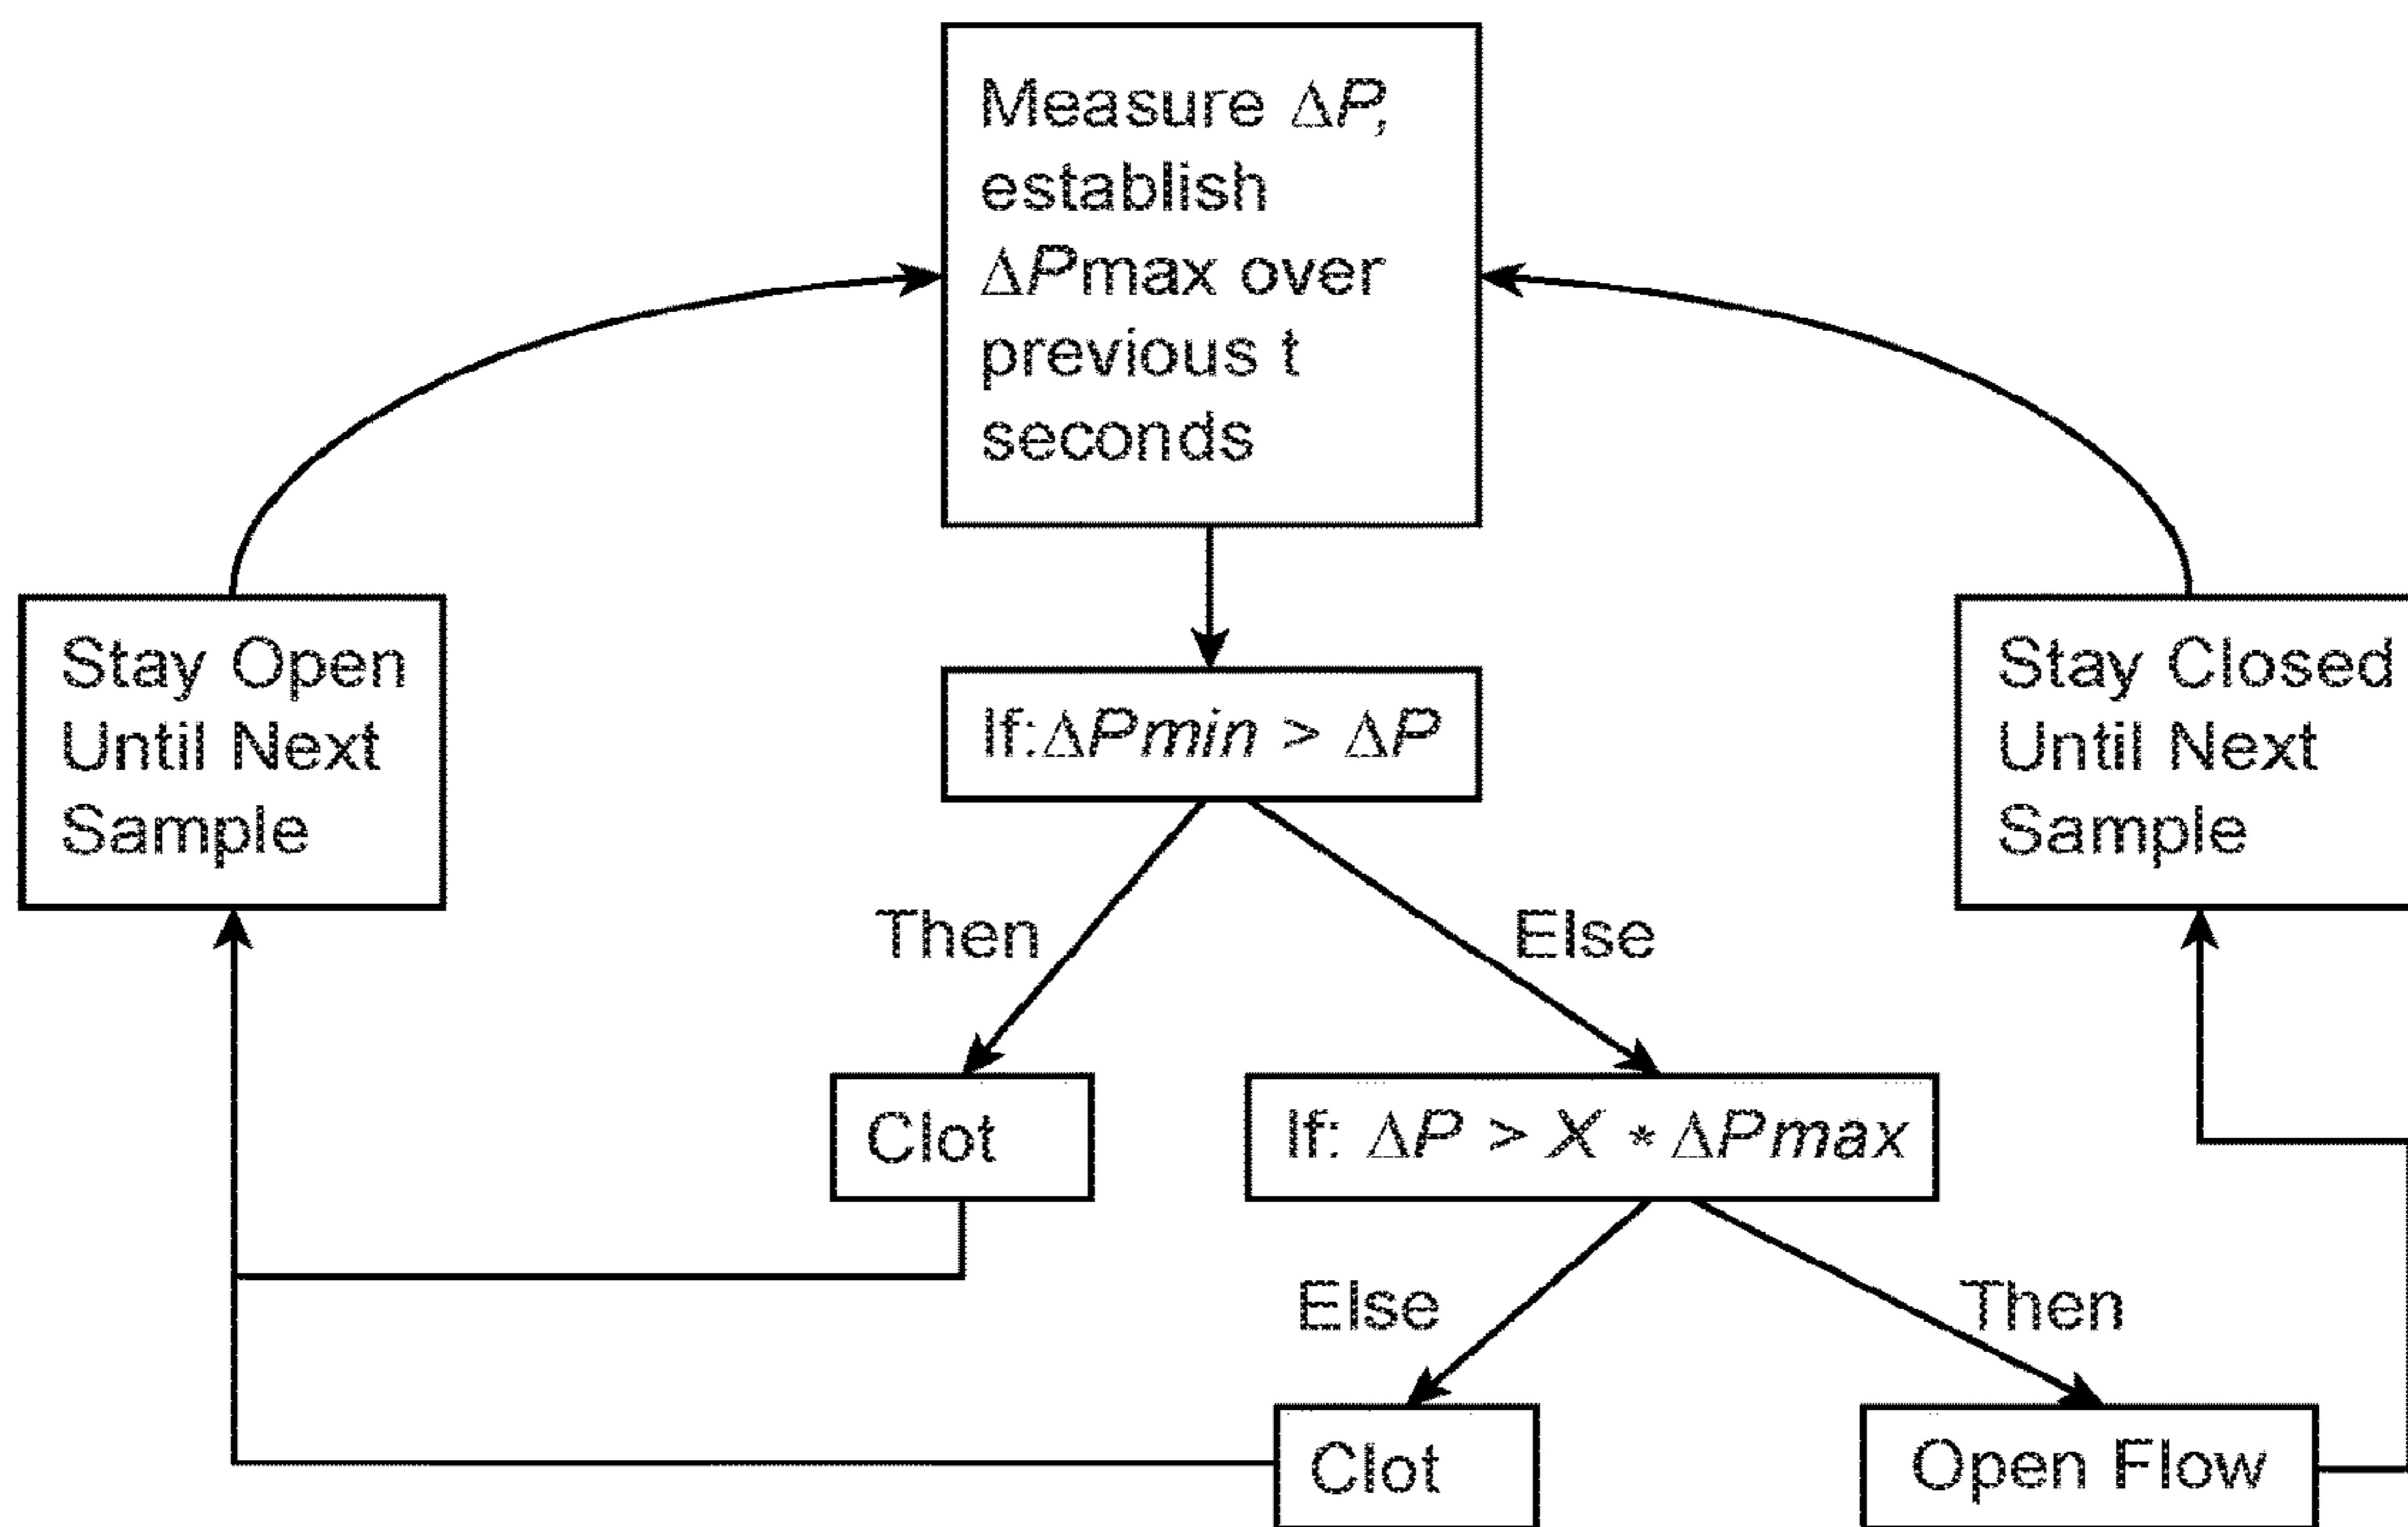 Measure ΔP,
establish
ΔPmax over
previous t
seconds
Stay Open
Until Next
Sample
If:ΔPmin > ΔP
Stay Closed
Until Next
Sample
Then
Else
Clot
If: ΔP > X * ΔPmax
Else
Then
Clot
Open Flow